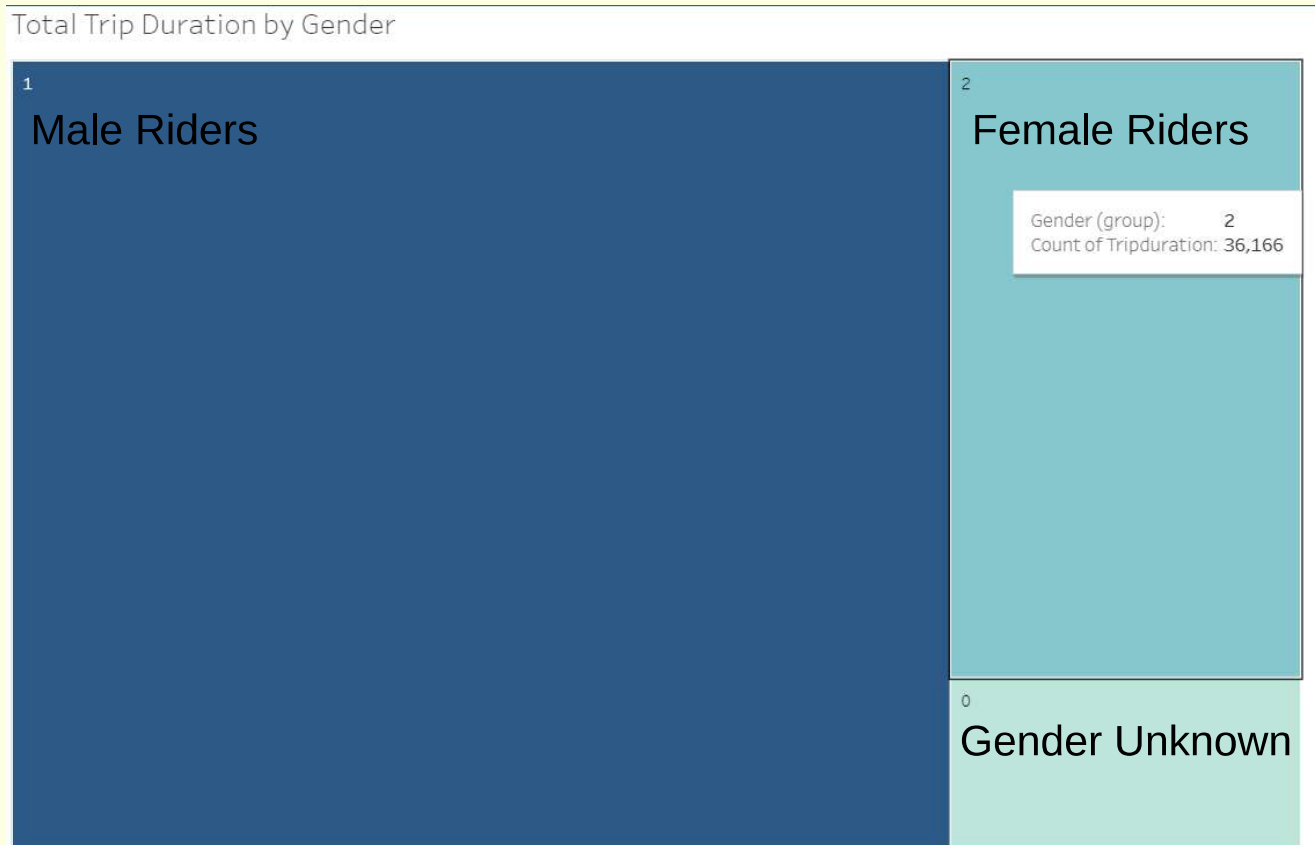 Total Trip Duration by Gender
1
Male Riders
2
Female Riders
Gender (group): 2
Count of Tripduration: 36,166
0
Gender Unknown